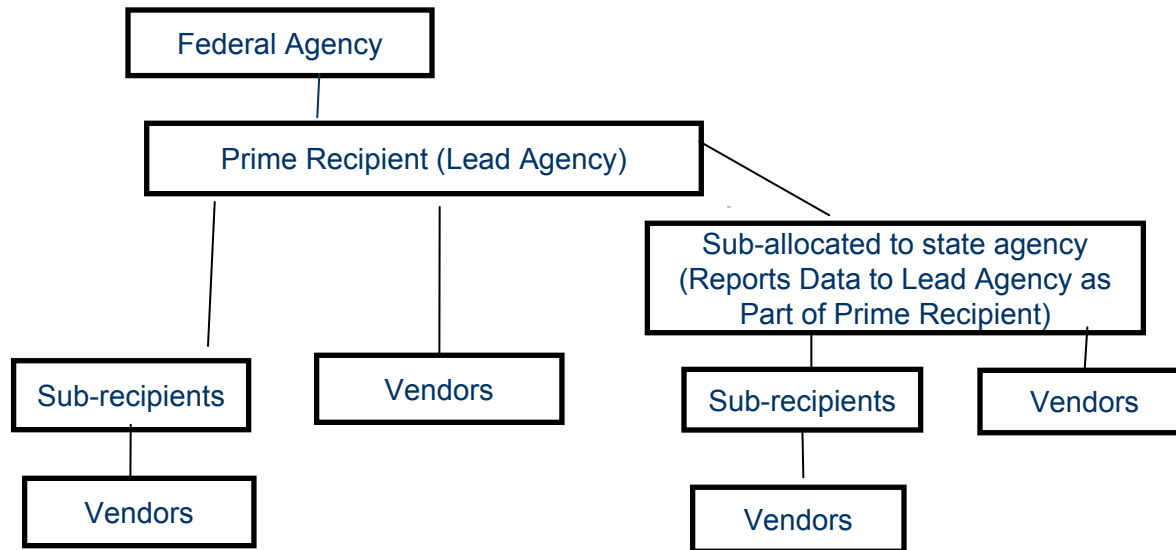 Federal Agency
Prime Recipient (Lead Agency)
Sub-allocated to state agency
(Reports Data to Lead Agency as
Part of Prime Recipient)
Sub-recipients
Vendors
Sub-recipients
Vendors
Vendors
Vendors